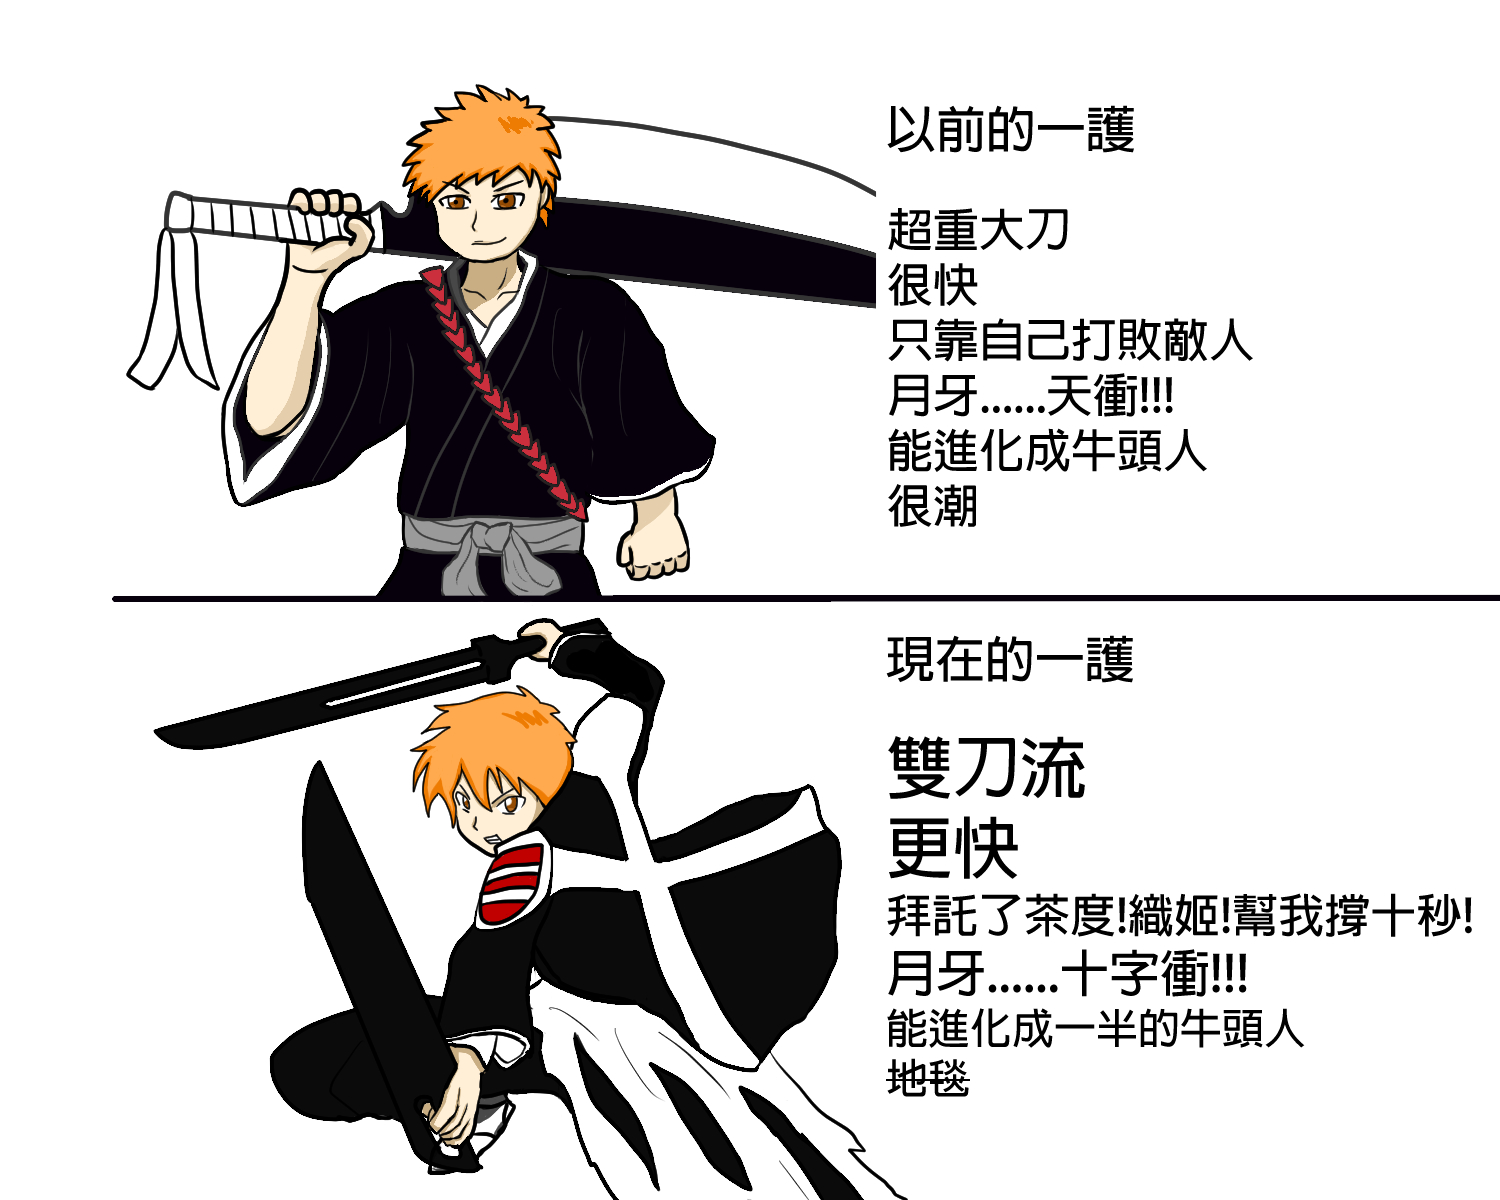 以前的一護
超重大刀
很快
只靠自己打敗敵人
月牙......天衝!!!
能進化成牛頭人
很潮
現在的一護
雙刀流
更快
拜託了茶度!織姬!幫我撐十秒!
月牙......十字衝!!!
能進化成一半的牛頭人
地毯